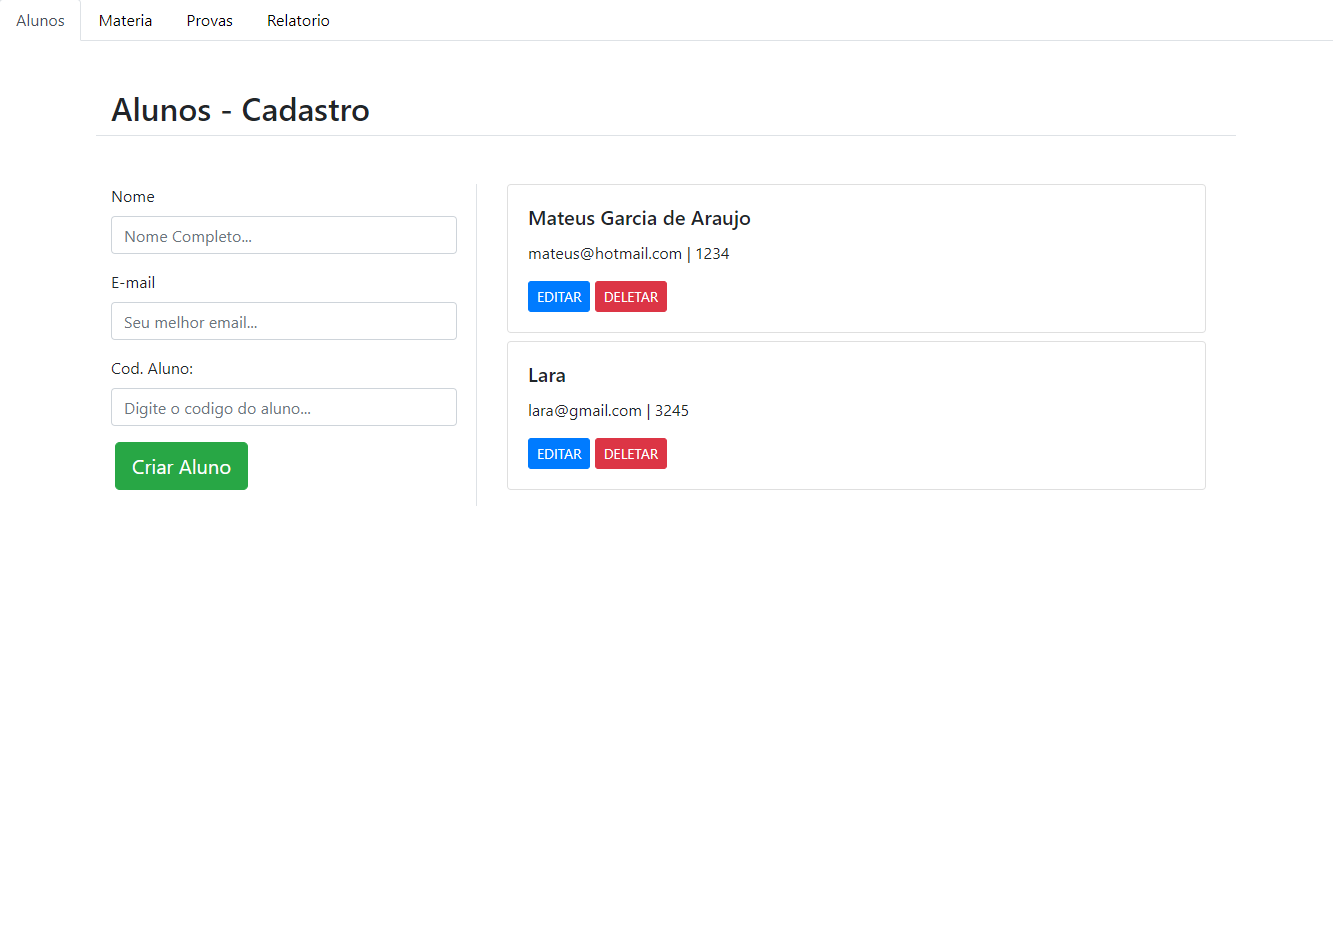 Alunos Materia Provas Relatorio
Alunos - Cadastro
Nome
Nome Completo...
E-mail
Seu melhor email...
Cod. Aluno:
Digite o codigo do aluno...
Criar Aluno
Mateus Garcia de Araujo
mateus@hotmail.com | 1234
EDITAR DELETAR
Lara
lara@gmail.com | 3245
EDITAR DELETAR